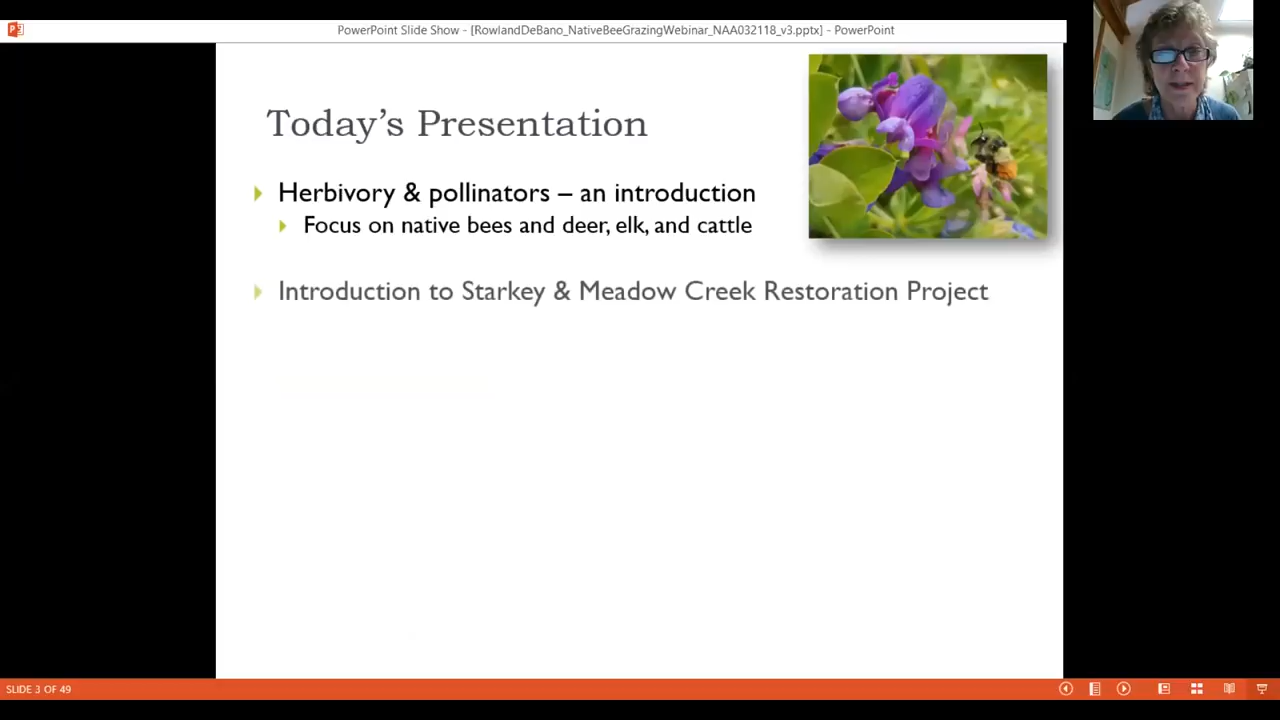 PowerPoint Slide Show - [RowlandDeBano_NativeBeeGrazingWebinar_NAA032118_v3.pptx] - PowerPoint
Today's Presentation
Herbivory & pollinators – an introduction
Focus on native bees and deer, elk, and cattle
Introduction to Starkey & Meadow Creek Restoration Project
SLIDE 3 OF 49